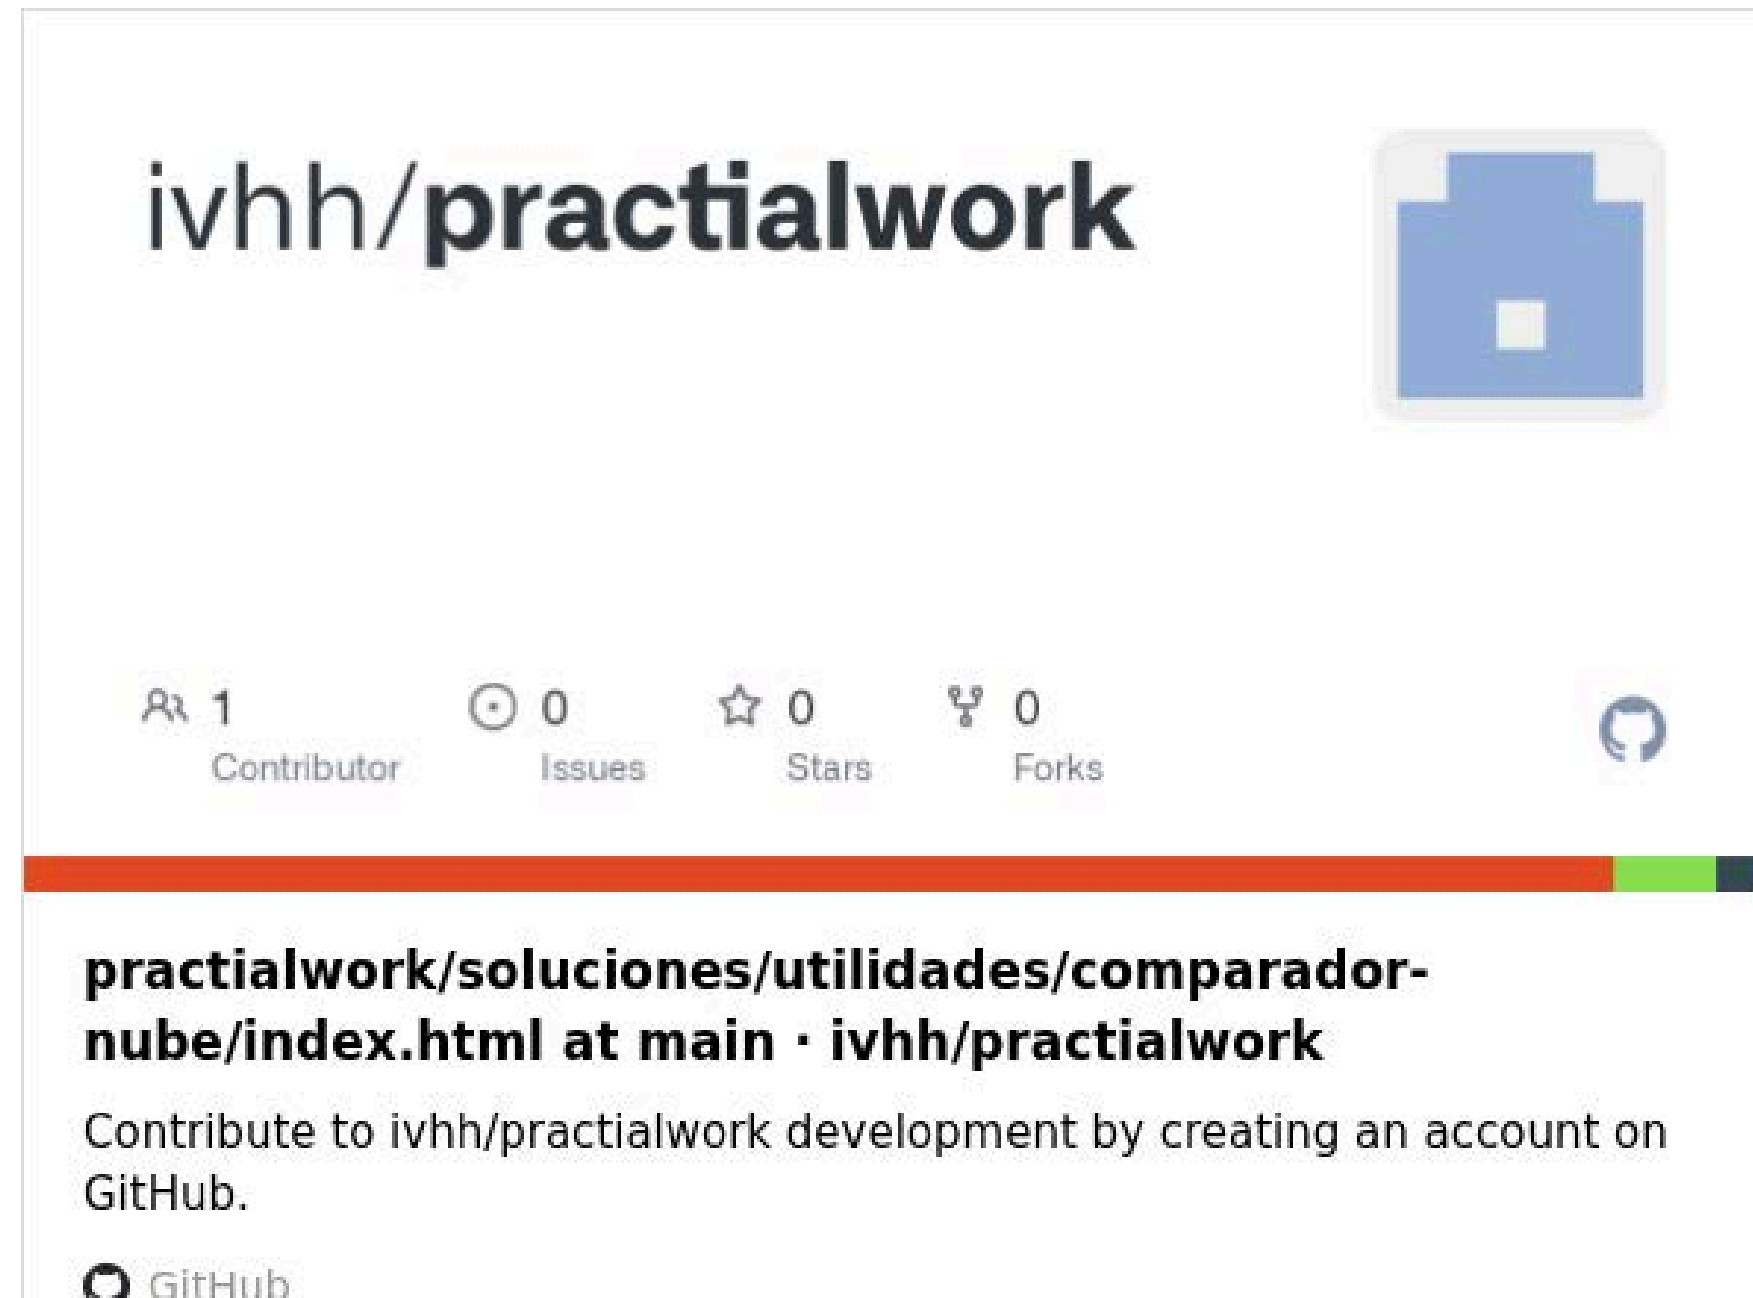 ivhh/practialwork
1 0 0 0
Contributor Issues Stars Forks
practialwork/soluciones/utilidades/comparador-
nube/index.html at main · ivhh/practialwork
Contribute to ivhh/practialwork development by creating an account on
GitHub.
GitHub